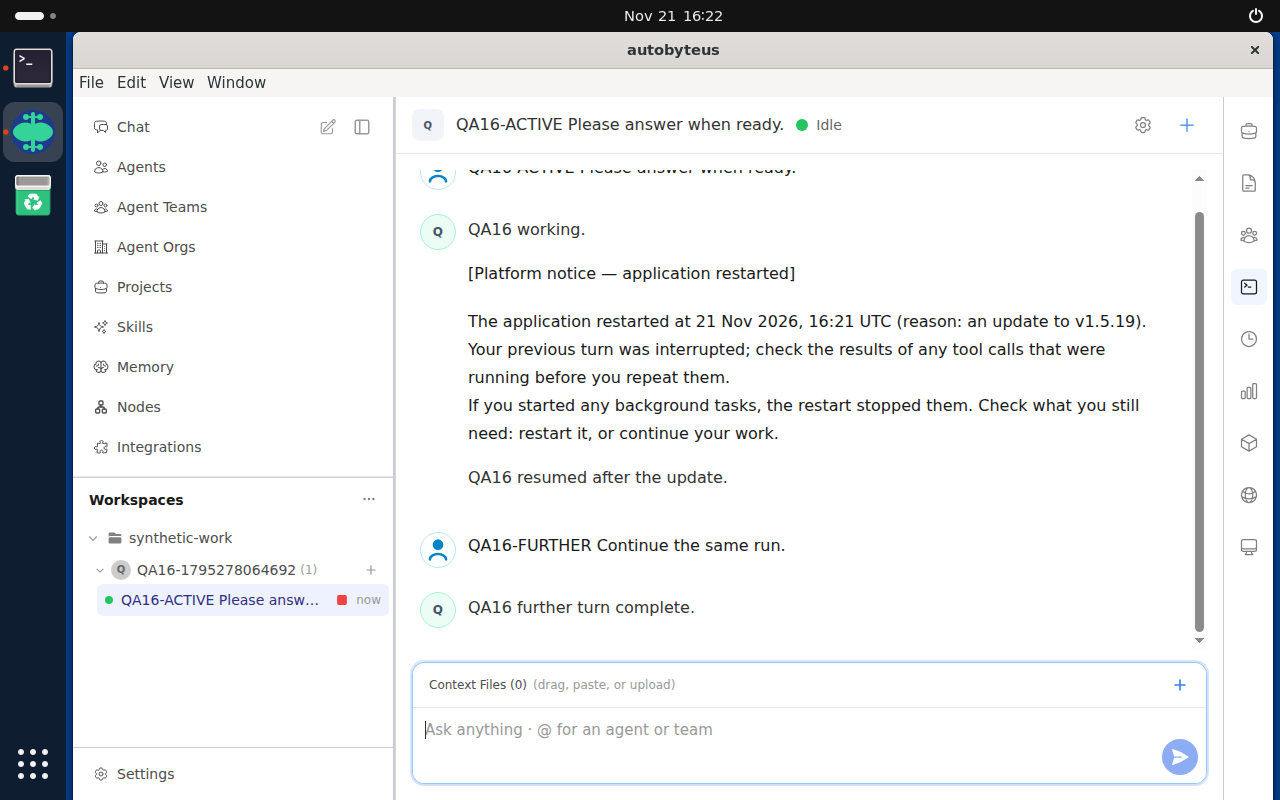 Nov 21 16:22
autobyteus
File Edit View Window
Chat
Agents
Agent Teams
Agent Orgs
Projects
Skills
Memory
Nodes
Integrations
Workspaces
synthetic-work
Q QA16-1795278064692 (1)
QA16-ACTIVE Please answ... now
Settings
Q QA16-ACTIVE Please answer when ready. Idle
QA16-ACTIVE Please answer when ready.
Q QA16 working.
[Platform notice — application restarted]
The application restarted at 21 Nov 2026, 16:21 UTC (reason: an update to v1.5.19).
Your previous turn was interrupted; check the results of any tool calls that were
running before you repeat them.
If you started any background tasks, the restart stopped them. Check what you still
need: restart it, or continue your work.
QA16 resumed after the update.
QA16-FURTHER Continue the same run.
Q QA16 further turn complete.
Context Files (0) (drag, paste, or upload)
Ask anything · @ for an agent or team